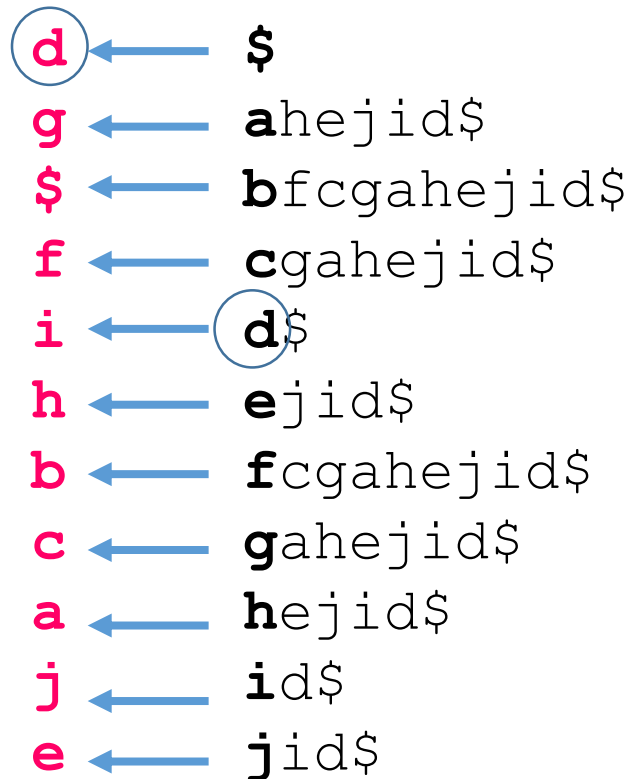 d $
g ahejid$
$ bfcgahejid$
f cgahejid$
i d$
h ejid$
b fcgahejid$
c gahejid$
a hejid$
j id$
e jid$